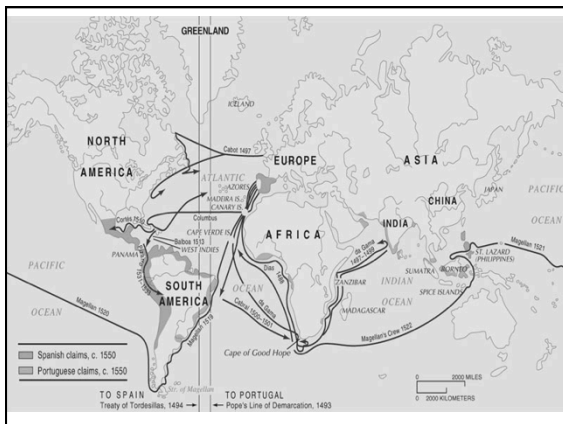 GREENLAND
ICELAND
NORTH
AMERICA
Cabot 1497
EUROPE
ASIA
ATLANTIC
AZORES
MADEIRA IS.
CANARY IS.
JAPAN
CHINA
PACIFIC
OCEAN
Columbus
CAPE VERDE IS.
Balboa 1513
WEST INDIES
PANAMA
AFRICA
INDIA
da Gama
1497–1499
ST. LAZARD
(PHILIPPINES)
Magellan 1521
Dias
SOUTH
AMERICA
OCEAN
ZANZIBAR
SUMATRA
BORNEO
SPICE ISLANDS
INDIAN
OCEAN
MADAGASCAR
PACIFIC
OCEAN
Magellan 1520
Magellan 1519
da Gama
Cabral 1500–1501
Magellan's Crew 1522
Cape of Good Hope
Str. of Magellan
Spanish claims, c. 1550
Portuguese claims, c. 1550
0 2000 MILES
0 2000 KILOMETERS
TO SPAIN
Treaty of Tordesillas, 1494
TO PORTUGAL
Pope's Line of Demarcation, 1493